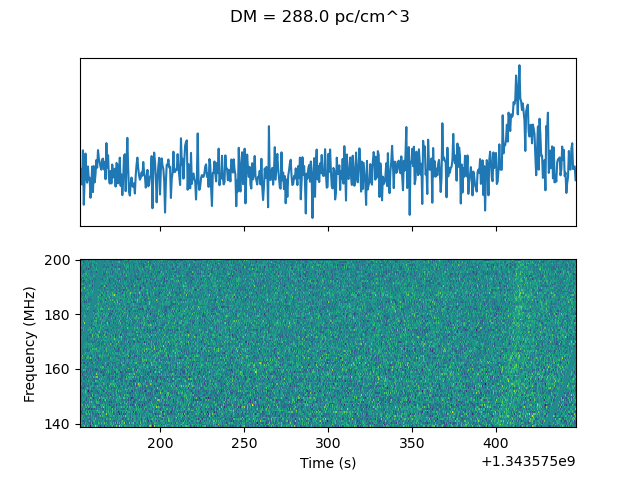 DM = 288.0 pc/cm^3
200
180
160
140
Frequency (MHz)
200 250 300 350 400
Time (s)
+1.343575e9